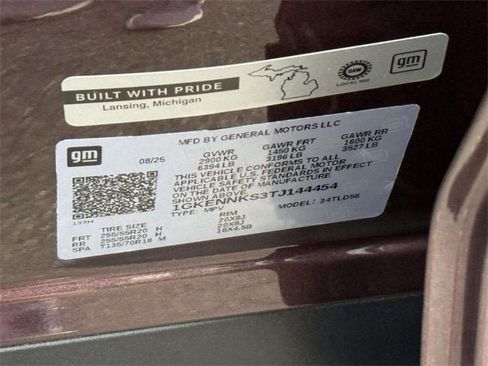 BUILT WITH PRIDE
Lansing, Michigan
UAW
LOCAL 602
gm
gm
08/25
MFD BY GENERAL MOTORS LLC
GVWR GAWR FRT GAWR RR
2900 KG 1450 KG 1600 KG
6394 LB 3196 LB 3527 LB
THIS VEHICLE CONFORMS TO ALL
APPLICABLE U.S. FEDERAL MOTOR
VEHICLE SAFETY STANDARDS IN EFFECT
ON THE DATE OF MANUFACTURE
SHOWN ABOVE.
1GKENNKS3TJ144454
TYPE: MPV MODEL: 34TLD56
TIRE SIZE RIM
FRT 255/55R20 H 20X8J
RR 255/55R20 H 20X8J
SPA T135/70R18 M 18X4.5B